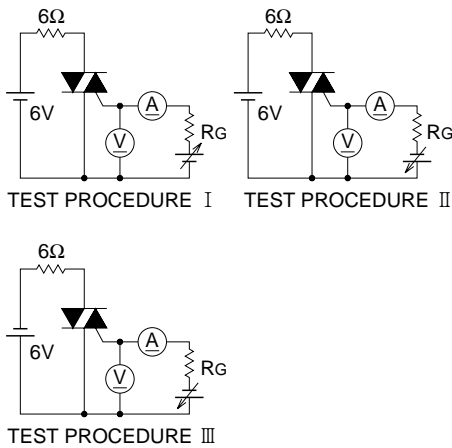 6Ω
6V
A
V
RG
TEST PROCEDURE Ⅰ
6Ω
6V
A
V
RG
TEST PROCEDURE Ⅱ
6Ω
6V
A
V
RG
TEST PROCEDURE Ⅲ